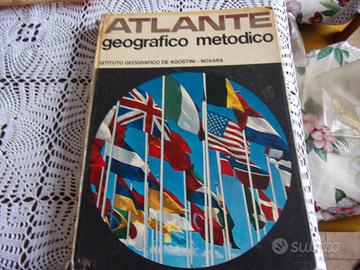 ATLANTE
geografico metodico
ISTITUTO GEOGRAFICO DE AGOSTINI - NOVARA
subito